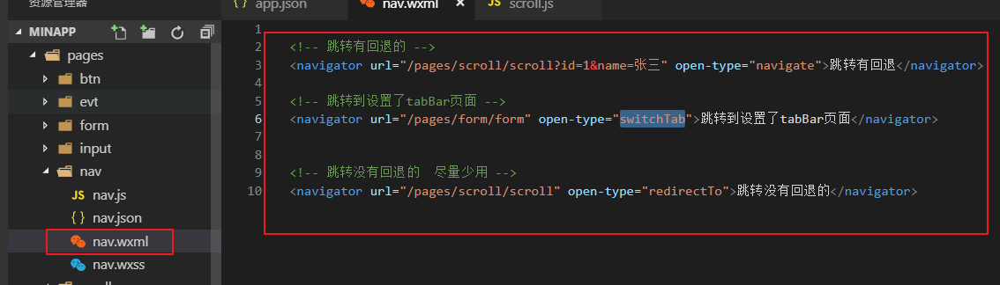 资源管理器
MINAPP
pages
btn
evt
form
input
nav
JS nav.js
{ } nav.json
nav.wxml
nav.wxss
{ } app.json
nav.wxml ×
JS scroll.js
1
2 <!-- 跳转有回退的 -->
3 <navigator url="/pages/scroll/scroll?id=1&name=张三" open-type="navigate">跳转有回退</navigator>
4
5 <!-- 跳转到设置了tabBar页面 -->
6 <navigator url="/pages/form/form" open-type="switchTab">跳转到设置了tabBar页面</navigator>
7
8
9 <!-- 跳转没有回退的  尽量少用 -->
10 <navigator url="/pages/scroll/scroll" open-type="redirectTo">跳转没有回退的</navigator>